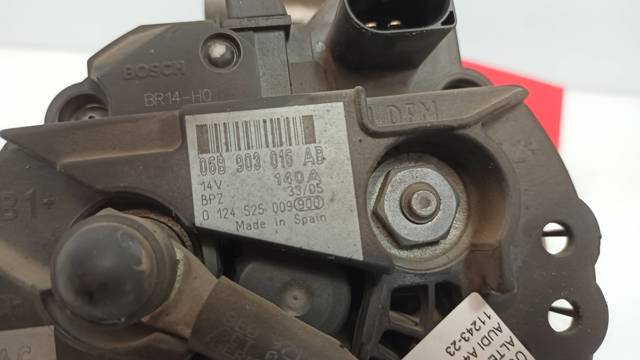 BOSCH
BR14-H0
L DFM
06B 903 016 AB
14V 140A
BPZ 33/05
0 124 525 009
Made in Spain
B1+
11243-23